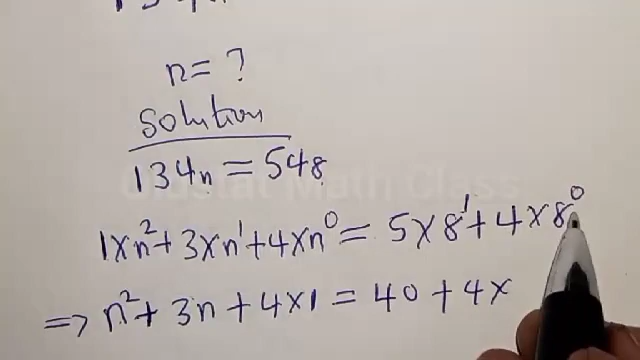 n = ?
Solution
134ₙ = 54₈
1×n² + 3×n¹ + 4×n⁰ = 5×8¹ + 4×8⁰
⇒ n² + 3n + 4×1 = 40 + 4×